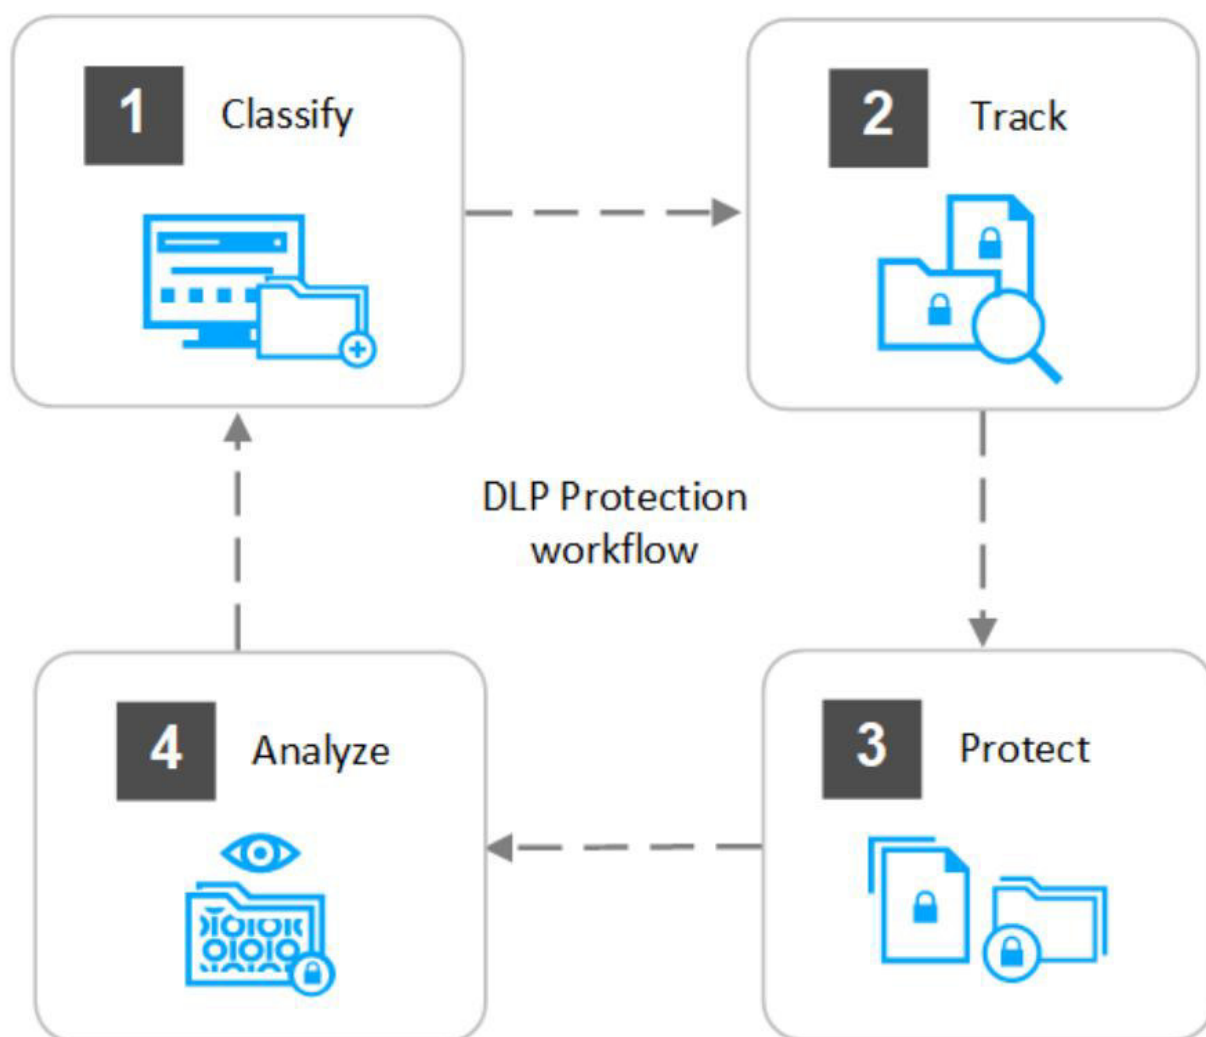 1 Classify
2 Track
DLP Protection
workflow
4 Analyze
3 Protect